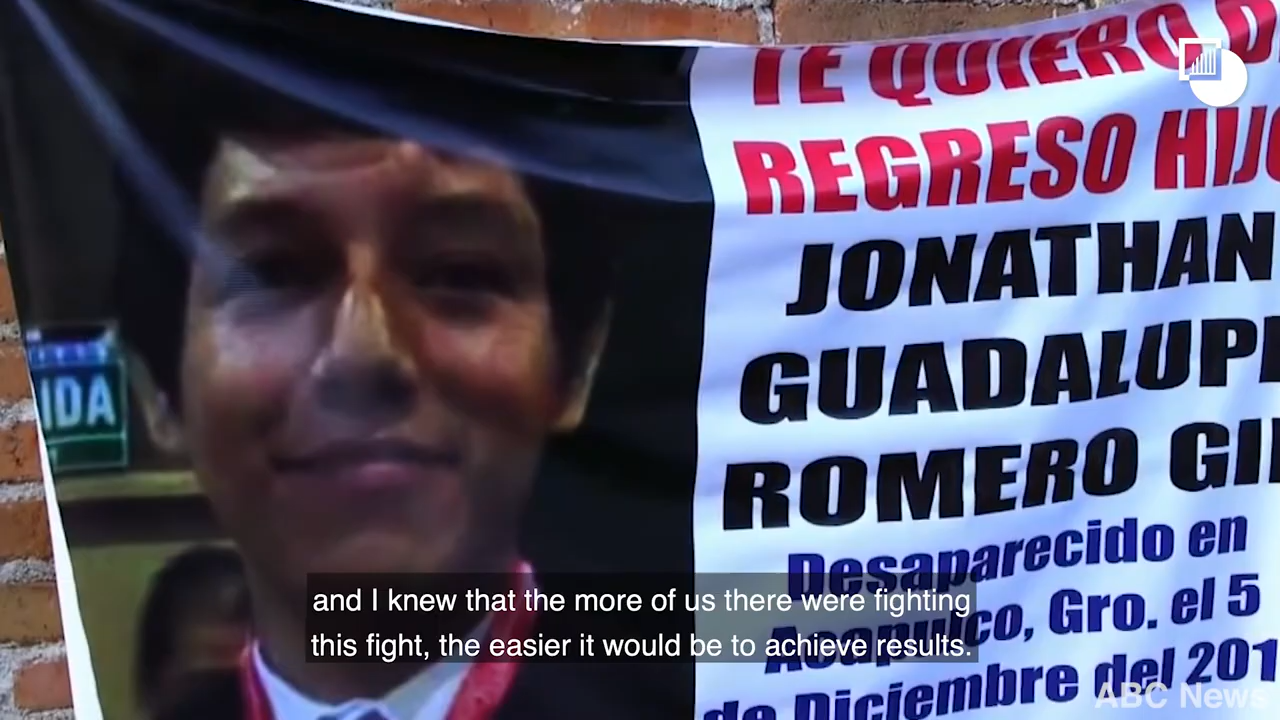 TE QUIERO D
REGRESO HIJO
JONATHAN
GUADALUPE
ROMERO GI
Desaparecido en
Acapulco, Gro. el 5
de Diciembre del 201
IDA
and I knew that the more of us there were fighting
this fight, the easier it would be to achieve results.
ABC News